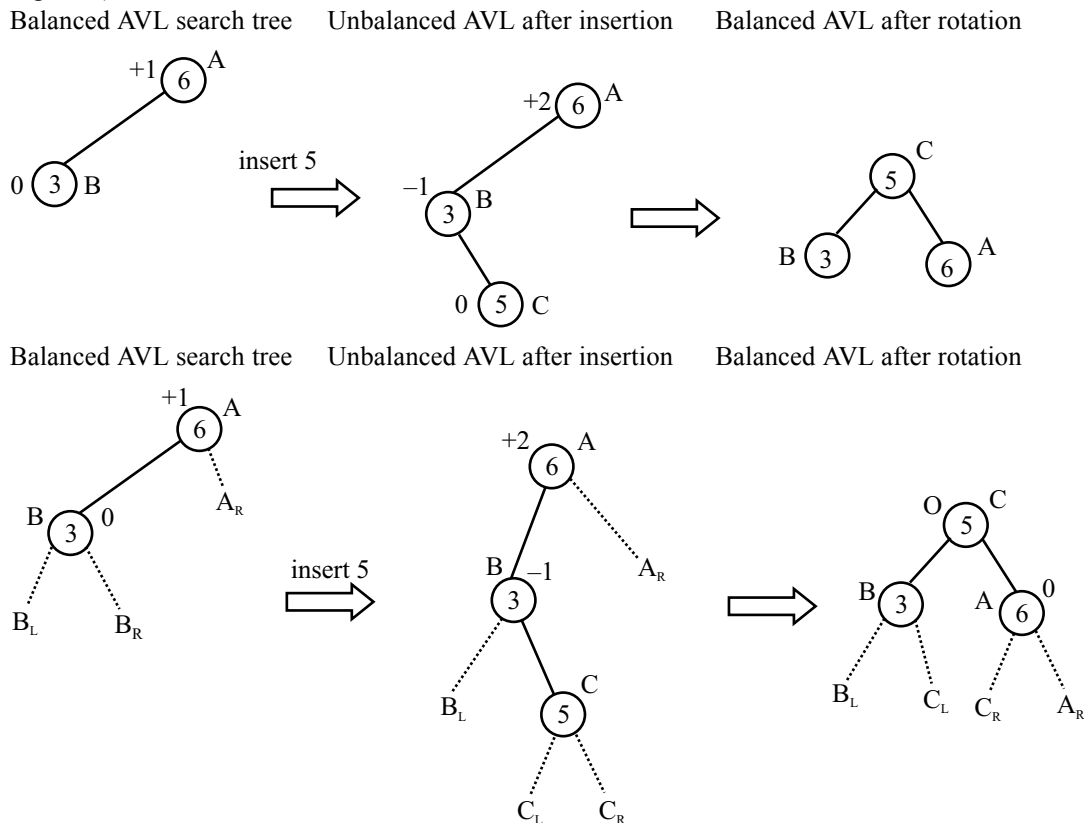 Balanced AVL search tree Unbalanced AVL after insertion Balanced AVL after rotation
+1 6 A
0 3 B
insert 5
+2 6 A
–1 3 B
0 5 C
C
5
B 3
6 A
Balanced AVL search tree Unbalanced AVL after insertion Balanced AVL after rotation
+1 6 A
A_R
B 3 0
B_L B_R
insert 5
+2 6 A
A_R
B –1
3
B_L
C
5
C_L C_R
O 5 C
B 3
A 6 0
B_L C_L C_R A_R